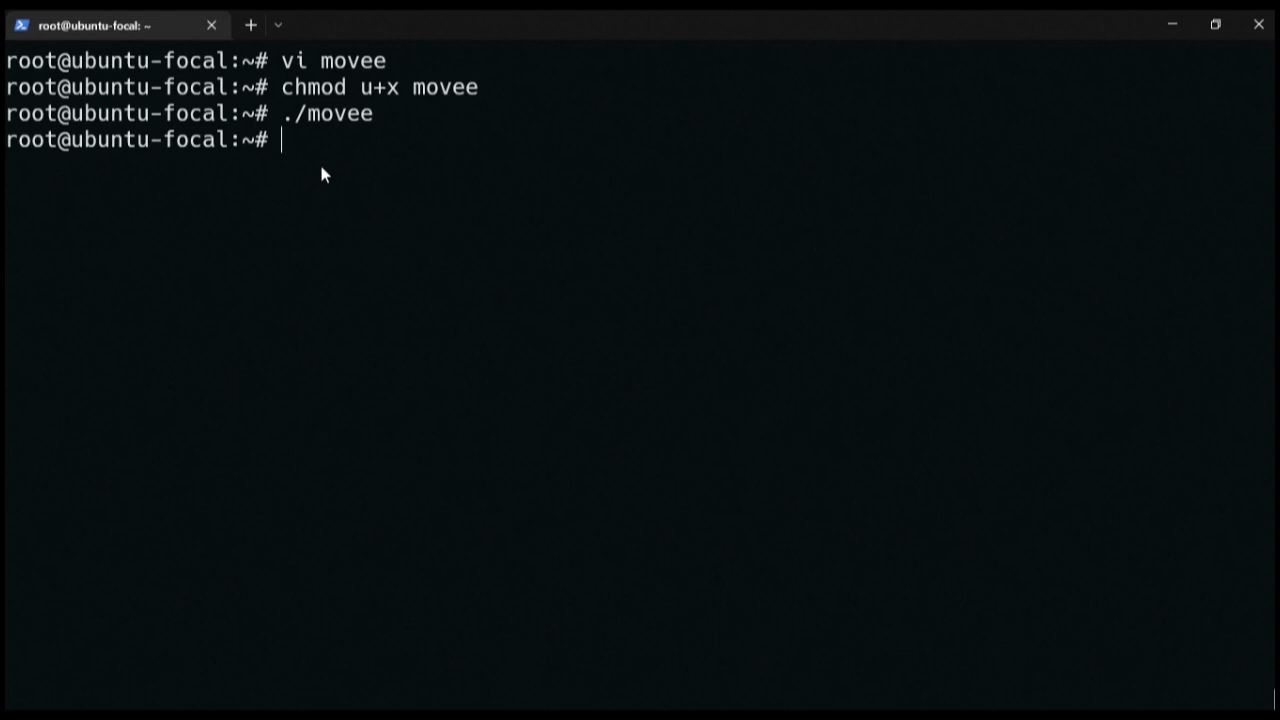 root@ubuntu-focal: ~
root@ubuntu-focal:~# vi movee
root@ubuntu-focal:~# chmod u+x movee
root@ubuntu-focal:~# ./movee
root@ubuntu-focal:~#